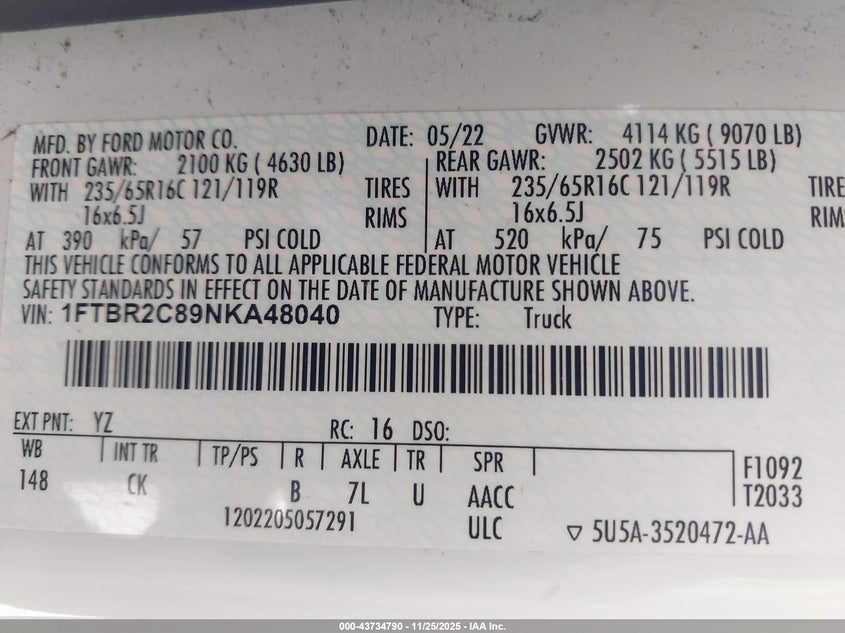 MFD. BY FORD MOTOR CO. DATE: 05/22 GVWR: 4114 KG ( 9070 LB)
FRONT GAWR: 2100 KG ( 4630 LB) REAR GAWR: 2502 KG ( 5515 LB)
WITH 235/65R16C 121/119R TIRES WITH 235/65R16C 121/119R TIRE
16x6.5J RIMS 16x6.5J RIM
AT 390 kPa/ 57 PSI COLD AT 520 kPa/ 75 PSI COLD
THIS VEHICLE CONFORMS TO ALL APPLICABLE FEDERAL MOTOR VEHICLE
SAFETY STANDARDS IN EFFECT ON THE DATE OF MANUFACTURE SHOWN ABOVE.
VIN: 1FTBR2C89NKA48040 TYPE: Truck
EXT PNT: YZ RC: 16 DSO:
WB INT TR TP/PS R AXLE TR SPR F1092
148 CK B 7L U AACC T2033
1202205057291 ULC ▽ 5U5A-3520472-AA
000-43734790 - 11/25/2025 - IAA Inc.